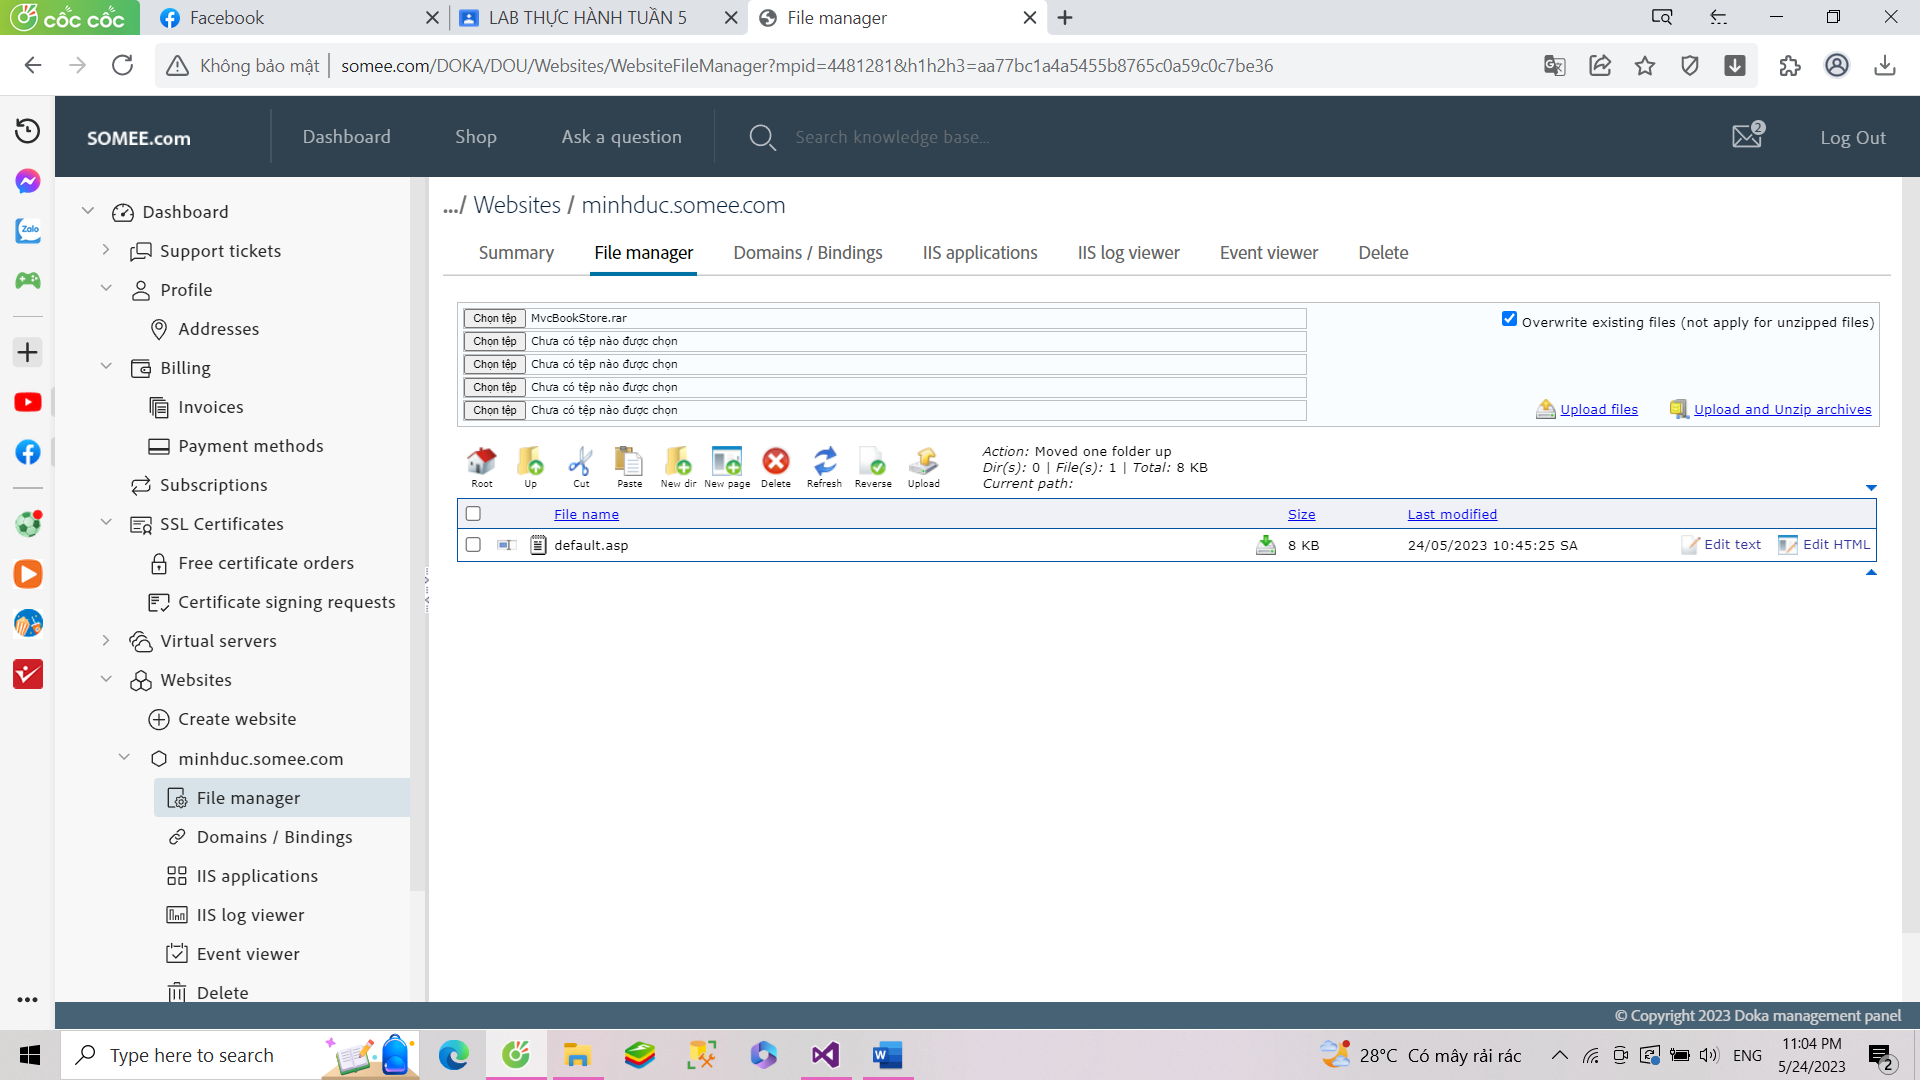 cốc cốc
Facebook
LAB THỰC HÀNH TUẦN 5
File manager
Không bảo mật
somee.com/DOKA/DOU/Websites/WebsiteFileManager?mpid=4481281&h1h2h3=aa77bc1a4a5455b8765c0a59c0c7be36
SOMEE.com
Dashboard
Shop
Ask a question
Search knowledge base...
2
Log Out
Zalo
Dashboard
Support tickets
Profile
Addresses
Billing
Invoices
Payment methods
Subscriptions
SSL Certificates
Free certificate orders
Certificate signing requests
Virtual servers
Websites
Create website
minhduc.somee.com
File manager
Domains / Bindings
IIS applications
IIS log viewer
Event viewer
Delete
.../ Websites / minhduc.somee.com
Summary
File manager
Domains / Bindings
IIS applications
IIS log viewer
Event viewer
Delete
Chọn tệp MvcBookStore.rar
Chọn tệp Chưa có tệp nào được chọn
Chọn tệp Chưa có tệp nào được chọn
Chọn tệp Chưa có tệp nào được chọn
Chọn tệp Chưa có tệp nào được chọn
Overwrite existing files (not apply for unzipped files)
Upload files
Upload and Unzip archives
Root
Up
Cut
Paste
New dir
New page
Delete
Refresh
Reverse
Upload
Action: Moved one folder up
Dir(s): 0 | File(s): 1 | Total: 8 KB
Current path:
File name
Size
Last modified
default.asp
8 KB
24/05/2023 10:45:25 SA
Edit text
Edit HTML
© Copyright 2023 Doka management panel
Type here to search
28°C Có mây rải rác
ENG
11:04 PM
5/24/2023
2